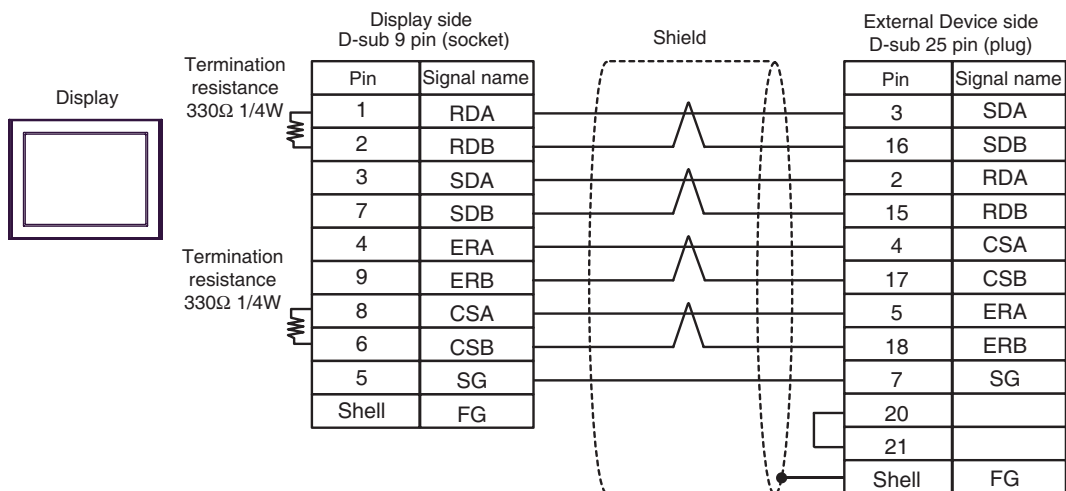 Display side
D-sub 9 pin (socket)
Shield
External Device side
D-sub 25 pin (plug)
Termination
resistance
330Ω 1/4W
Display
Pin Signal name
1 RDA
2 RDB
3 SDA
7 SDB
4 ERA
9 ERB
8 CSA
6 CSB
5 SG
Shell FG
Termination
resistance
330Ω 1/4W
Pin Signal name
3 SDA
16 SDB
2 RDA
15 RDB
4 CSA
17 CSB
5 ERA
18 ERB
7 SG
20
21
Shell FG